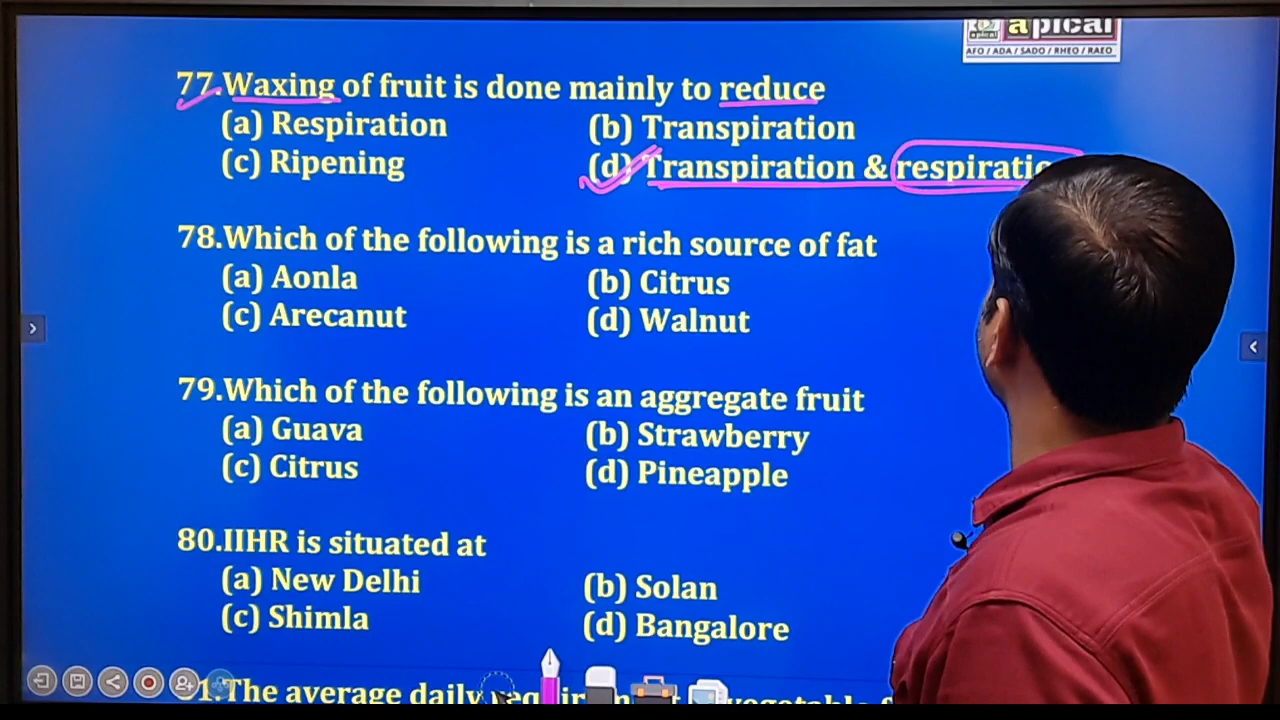 apical
apical
AFO / ADA / SADO / RHEO / RAEO
77.Waxing of fruit is done mainly to reduce
(a) Respiration (b) Transpiration
(c) Ripening (d) Transpiration &
78.Which of the following is a rich source of fat
(a) Aonla (b) Citrus
(c) Arecanut (d) Walnut
79.Which of the following is an aggregate fruit
(a) Guava (b) Strawberry
(c) Citrus (d) Pineapple
80.IIHR is situated at
(a) New Delhi (b) Solan
(c) Shimla (d) Bangalore
The average daily